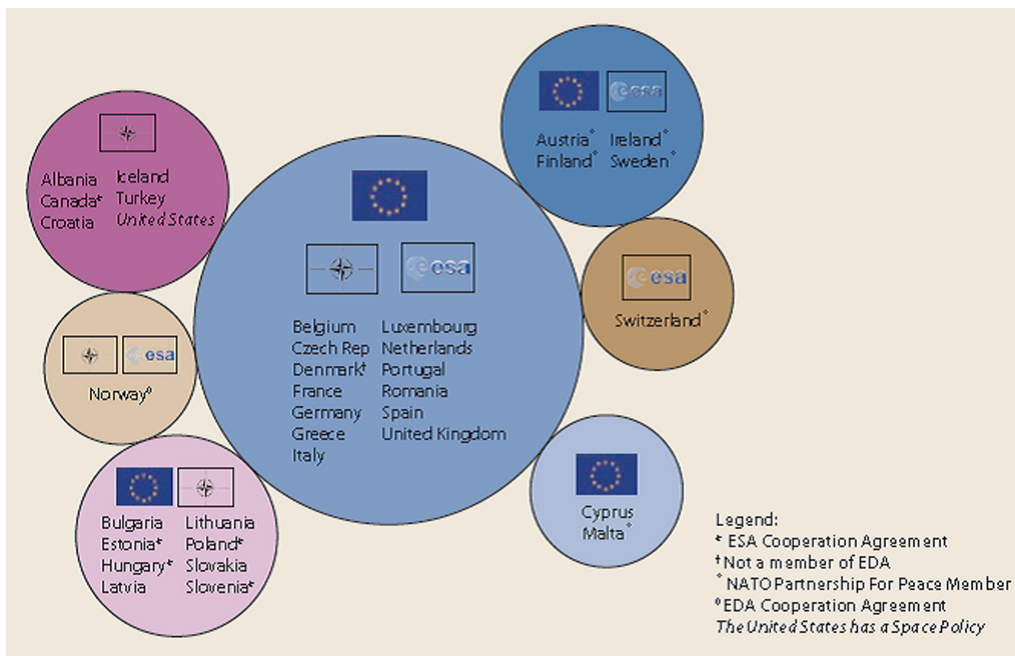 esa
Austria° Ireland°
Finland° Sweden°
Albania Iceland
Canada* Turkey
Croatia United States
esa
Belgium Luxembourg
Czech Rep Netherlands
Denmark† Portugal
France Romania
Germany Spain
Greece United Kingdom
Italy
esa
Switzerland°
esa
Norway◊
Bulgaria Lithuania
Estonia* Poland*
Hungary* Slovakia
Latvia Slovenia*
Cyprus
Malta°
Legend:
* ESA Cooperation Agreement
† Not a member of EDA
° NATO Partnership For Peace Member
◊ EDA Cooperation Agreement
The United States has a Space Policy